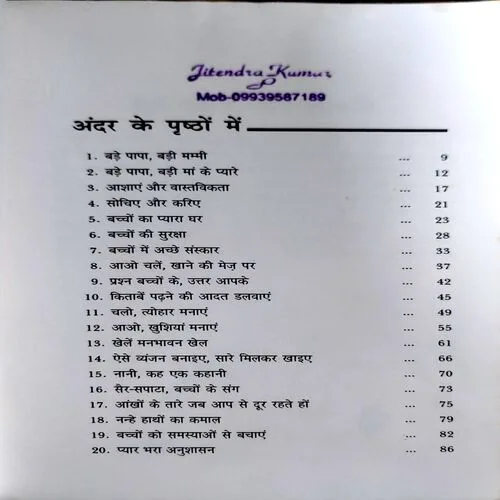 Jitendra Kumar
Mob-09939587189
अंदर के पृष्ठों में
1. बड़े पापा, बड़ी मम्मी ... 9
2. बड़े पापा, बड़ी मां के प्यारे ... 12
3. आशाएं और वास्तविकता ... 17
4. सोचिए और करिए ... 21
5. बच्चों का प्यारा घर ... 23
6. बच्चों की सुरक्षा ... 28
7. बच्चों में अच्छे संस्कार ... 33
8. आओ चलें, खाने की मेज़ पर ... 37
9. प्रश्न बच्चों के, उत्तर आपके ... 42
10. किताबें पढ़ने की आदत डलवाएं ... 45
11. चलो, त्योहार मनाएं ... 49
12. आओ, खुशियां मनाएं ... 55
13. खेलें मनभावन खेल ... 61
14. ऐसे व्यंजन बनाइए, सारे मिलकर खाइए ... 66
15. नानी, कह एक कहानी ... 70
16. सैर-सपाटा, बच्चों के संग ... 73
17. आंखों के तारे जब आप से दूर रहते हों ... 75
18. नन्हे हाथों का कमाल ... 79
19. बच्चों को समस्याओं से बचाएं ... 82
20. प्यार भरा अनुशासन ... 86